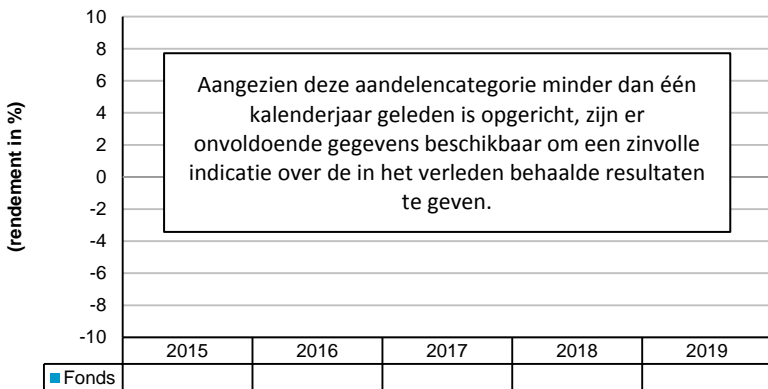 (rendement in %)
10
8
6
4
2
0
-2
-4
-6
-8
-10
Aangezien deze aandelencategorie minder dan één
kalenderjaar geleden is opgericht, zijn er
onvoldoende gegevens beschikbaar om een zinvolle
indicatie over de in het verleden behaalde resultaten
te geven.
2015 2016 2017 2018 2019
Fonds